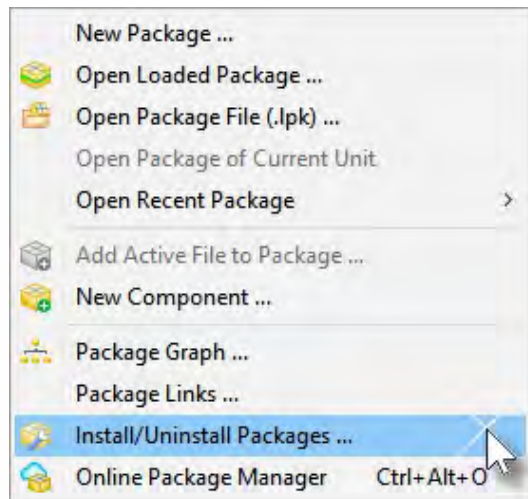 New Package ...
Open Loaded Package ...
Open Package File (.lpk) ...
Open Package of Current Unit
Open Recent Package
Add Active File to Package ...
New Component ...
Package Graph ...
Package Links ...
Install/Uninstall Packages ...
Online Package Manager Ctrl+Alt+O